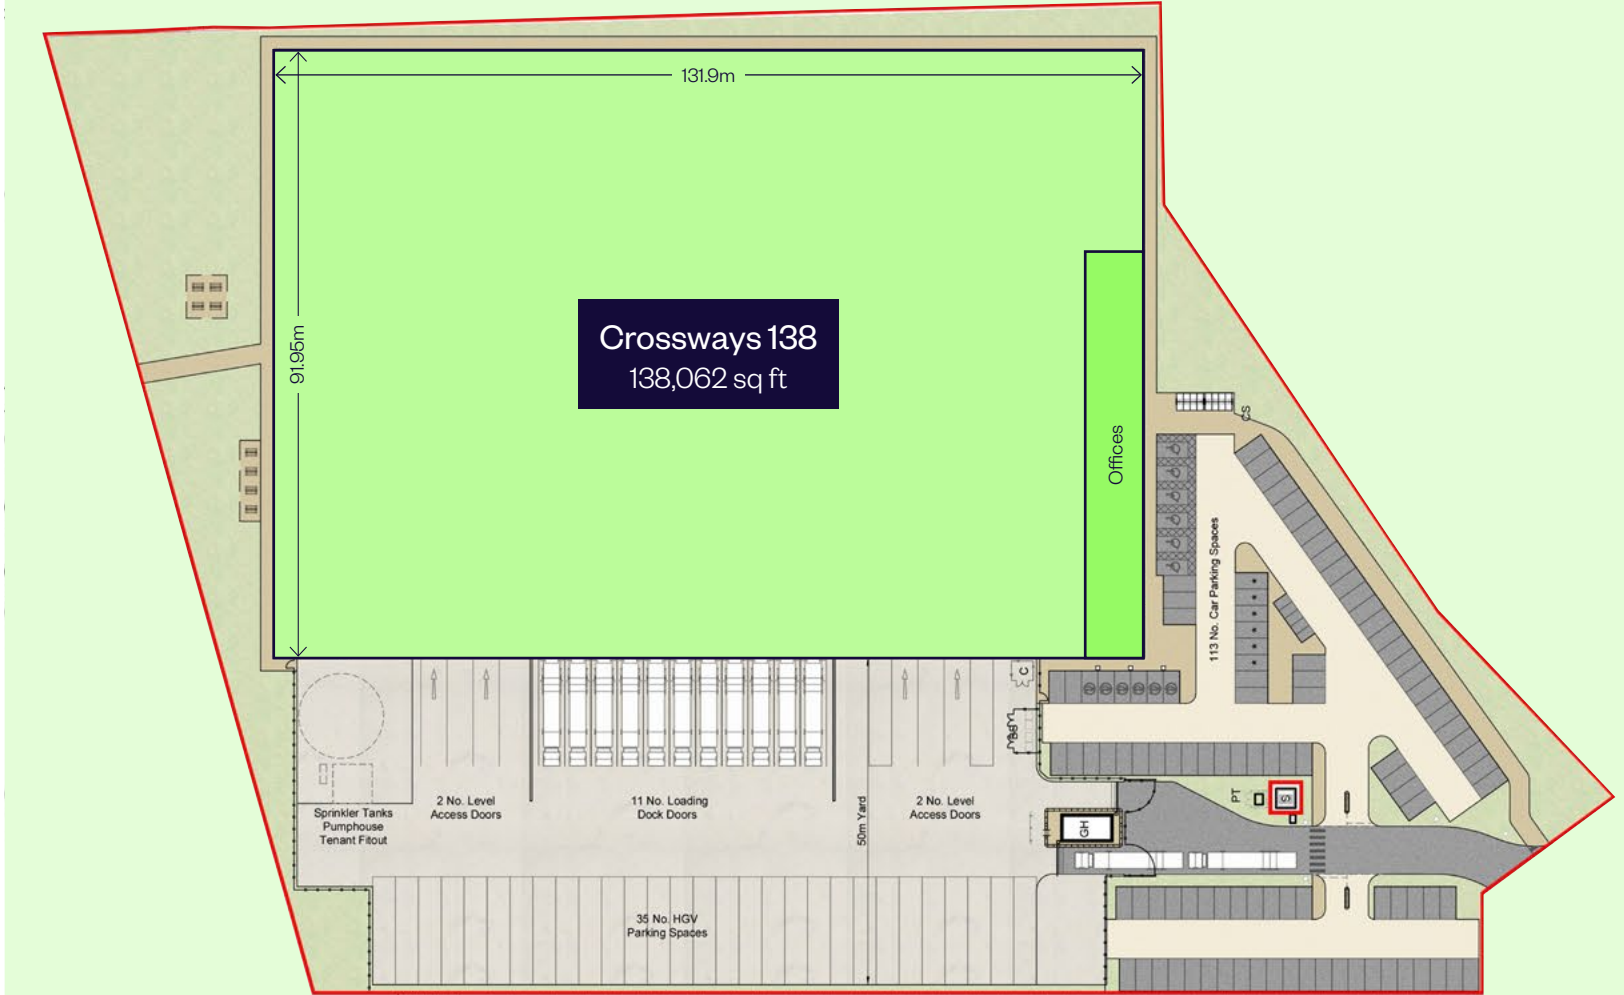 131.9m
91.95m
Crossways 138
138,062 sq ft
Offices
CS
113 No. Car Parking Spaces
C
Sprinkler Tanks
Pumphouse
Tenant Fitout
2 No. Level
Access Doors
11 No. Loading
Dock Doors
50m Yard
2 No. Level
Access Doors
GH
PT
S
35 No. HGV
Parking Spaces